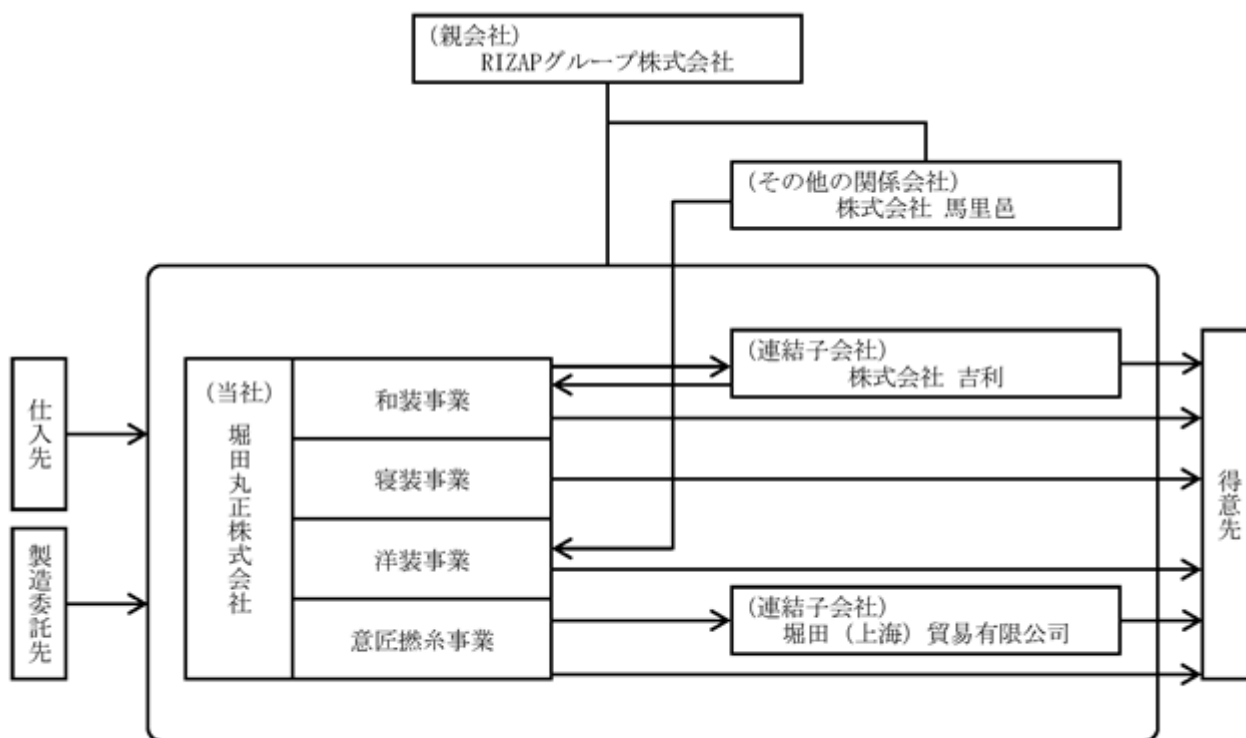 (親会社)
RIZAPグループ株式会社
(その他の関係会社)
株式会社 馬里邑
仕入先
製造委託先
(当社)
堀田丸正株式会社
和装事業
寝装事業
洋装事業
意匠撚糸事業
(連結子会社)
株式会社 吉利
(連結子会社)
堀田（上海）貿易有限公司
得意先